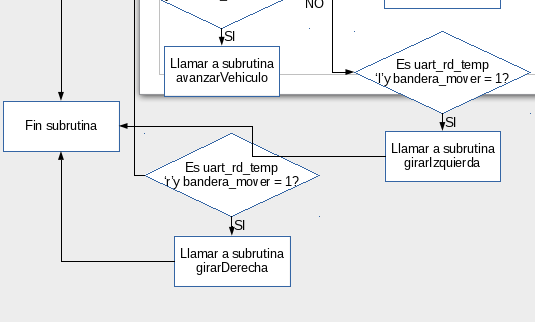 NO
SI
Llamar a subrutina
avanzarVehiculo
Es uart_rd_temp
'l'y bandera_mover = 1?
SI
Fin subrutina
Llamar a subrutina
girarIzquierda
Es uart_rd_temp
'r'y bandera_mover = 1?
SI
Llamar a subrutina
girarDerecha